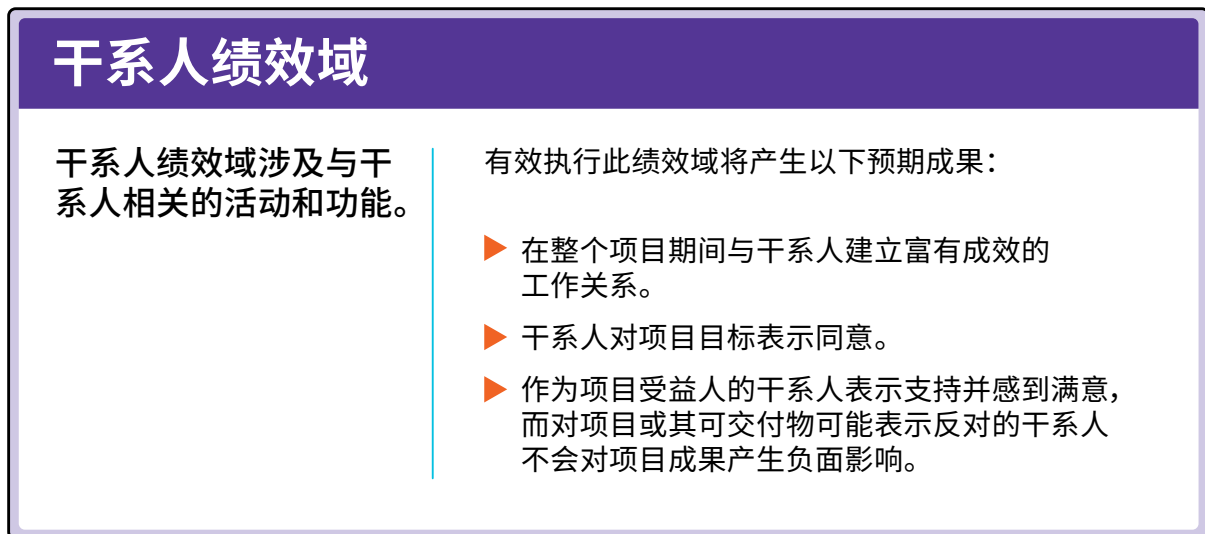 干系人绩效域
干系人绩效域涉及与干
系人相关的活动和功能。
有效执行此绩效域将产生以下预期成果：
在整个项目期间与干系人建立富有成效的
工作关系。
干系人对项目目标表示同意。
作为项目受益人的干系人表示支持并感到满意，
而对项目或其可交付物可能表示反对的干系人
不会对项目成果产生负面影响。